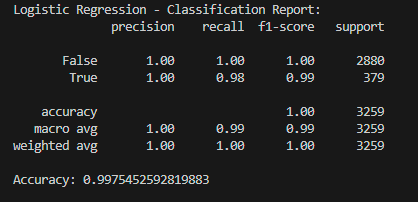 Logistic Regression - Classification Report:
precision recall f1-score support
False 1.00 1.00 1.00 2880
True 1.00 0.98 0.99 379
accuracy 1.00 3259
macro avg 1.00 0.99 0.99 3259
weighted avg 1.00 1.00 1.00 3259
Accuracy: 0.9975452592819883